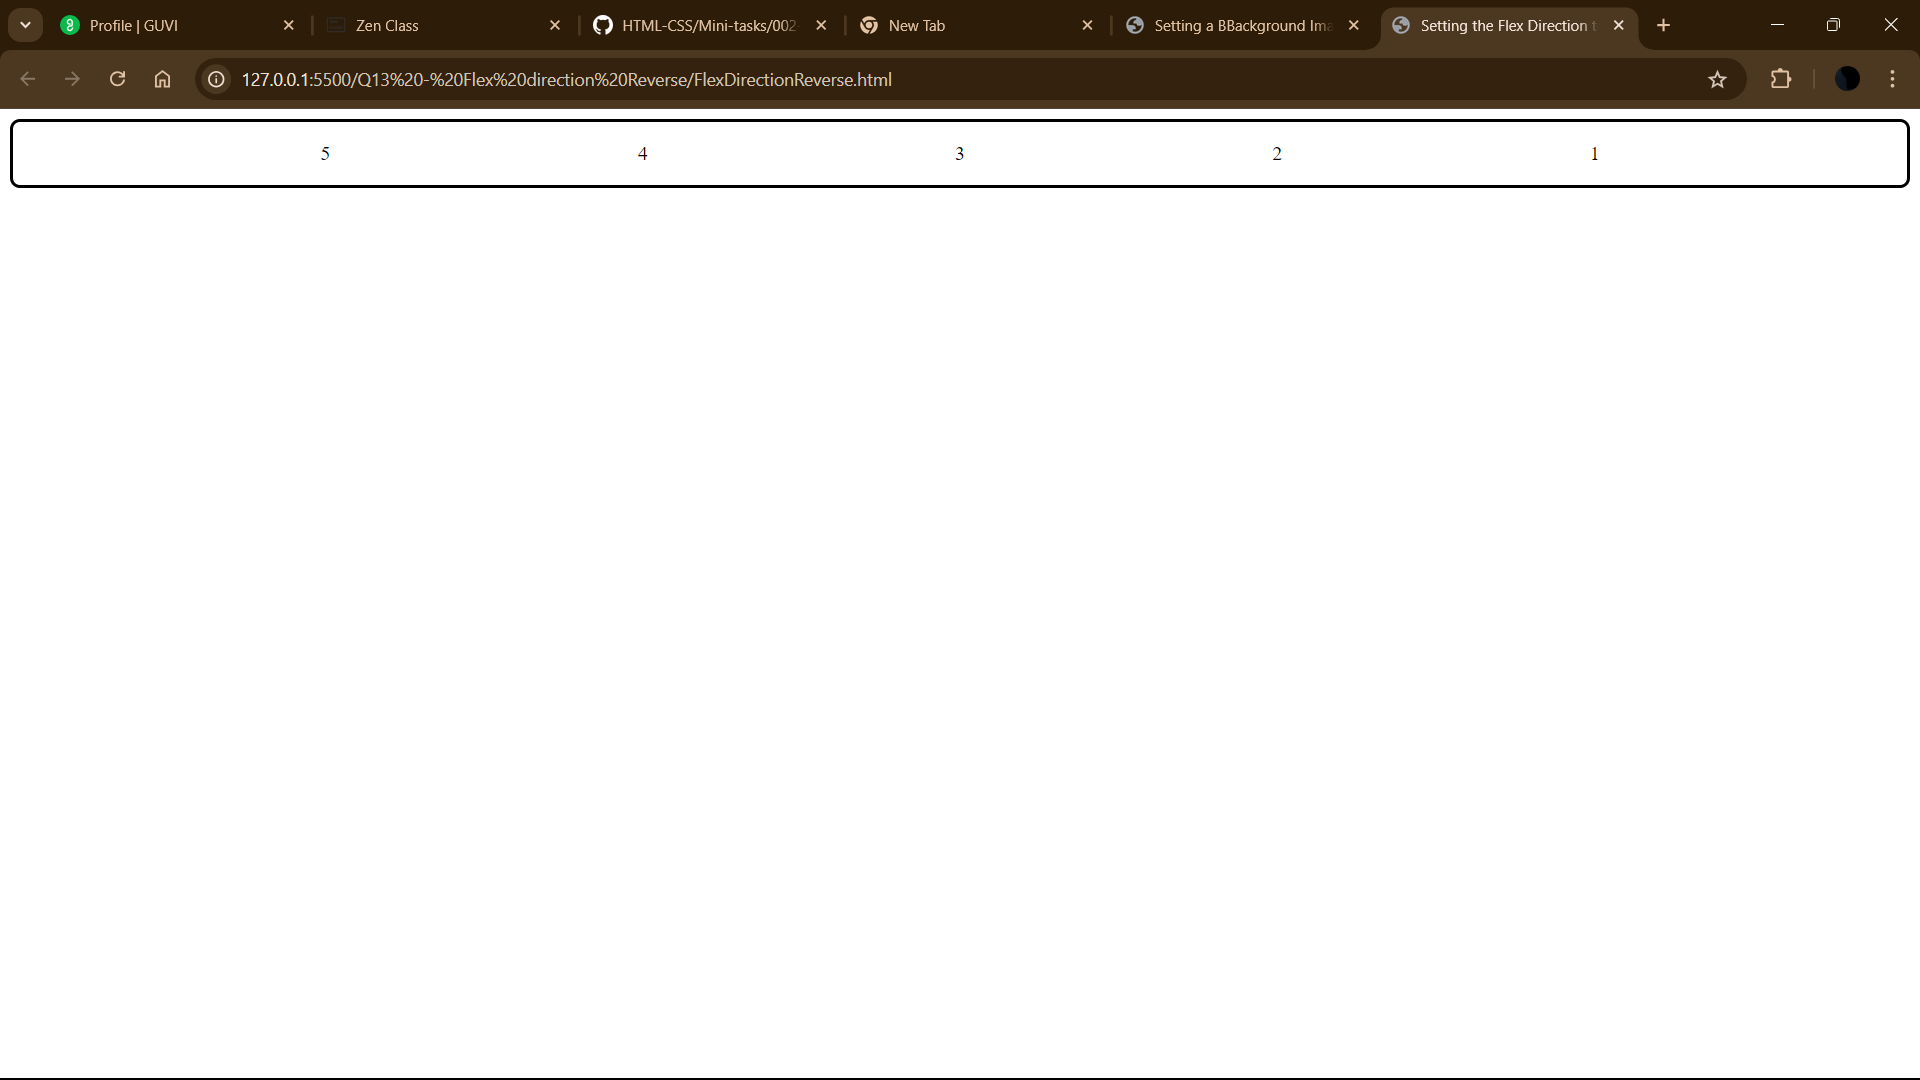 Profile | GUVI
Zen Class
HTML-CSS/Mini-tasks/002
New Tab
Setting a BBackground Ima
Setting the Flex Direction t
127.0.0.1:5500/Q13%20-%20Flex%20direction%20Reverse/FlexDirectionReverse.html
5 4 3 2 1